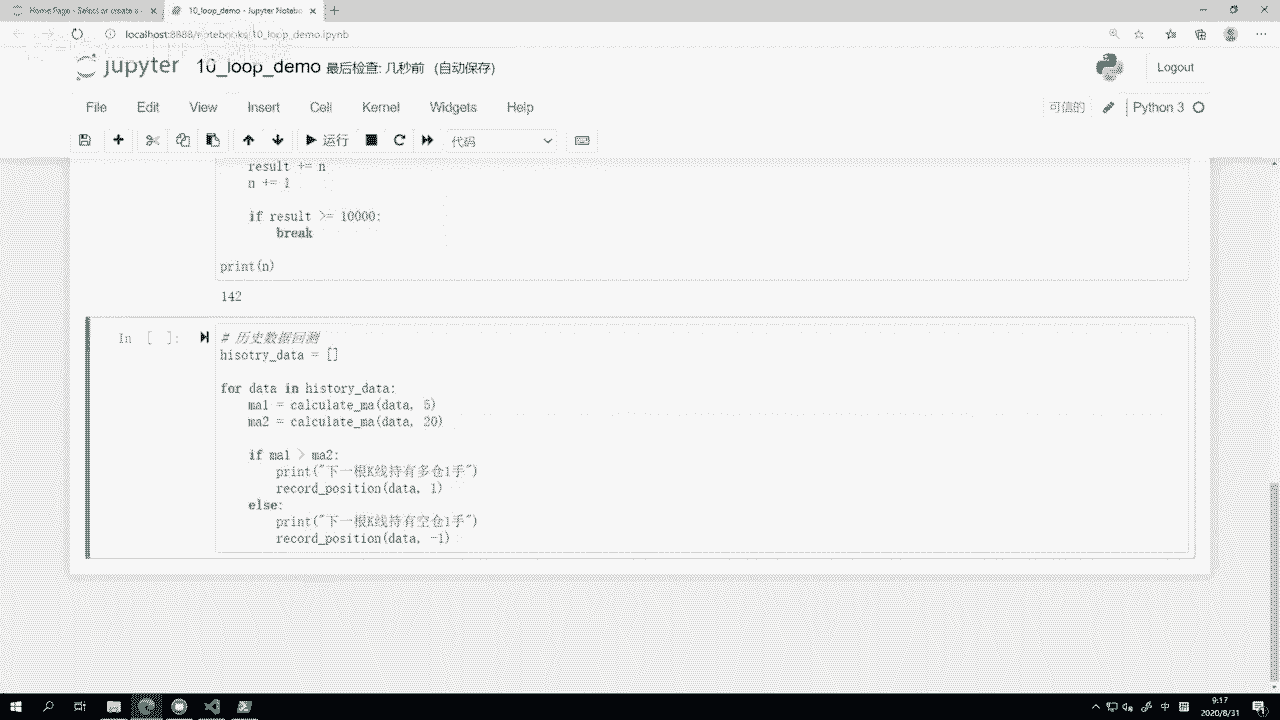 Home Page - Select or create a
10_loop_demo - Jupyter Notebo
localhost:8888/notebooks/10_loop_demo.ipynb
jupyter 10_loop_demo 最后检查: 几秒前 (自动保存)
Logout
File Edit View Insert Cell Kernel Widgets Help
可信的 Python 3
运行 代码
result += n
n += 1
if result >= 10000:
break
print(n)
142
In [ ]:
# 历史数据回测
hisotry_data = []
for data in history_data:
ma1 = calculate_ma(data, 5)
ma2 = calculate_ma(data, 20)
if ma1 > ma2:
print("下一根K线持有多仓1手")
record_position(data, 1)
else:
print("下一根K线持有空仓1手")
record_position(data, -1)
中
9:17
2020/8/31